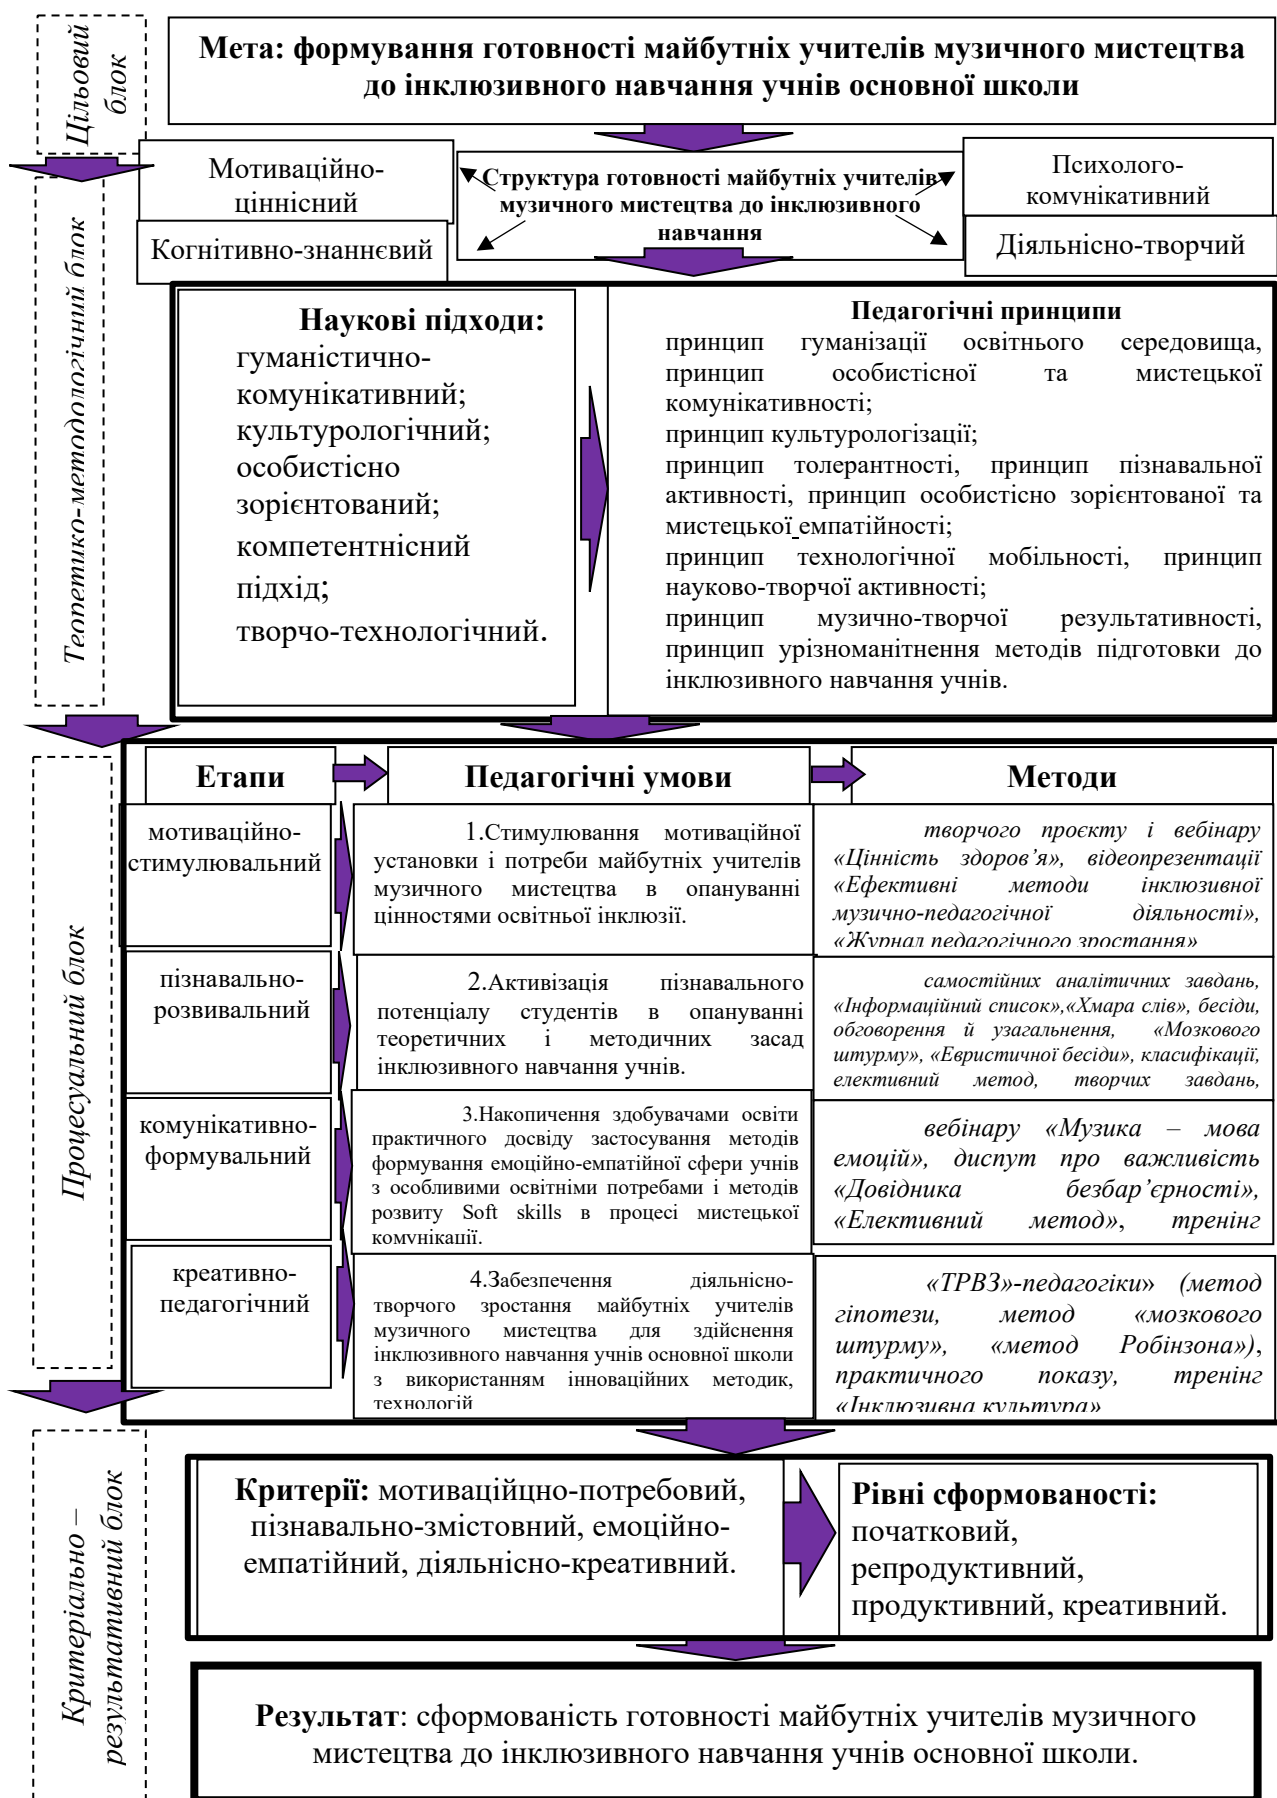 Цільовий
блок
Мета: формування готовності майбутніх учителів музичного мистецтва
до інклюзивного навчання учнів основної школи
Теоретико-методологічний блок
Мотиваційно-
ціннісний
Когнітивно-знаннєвий
Структура готовності майбутніх учителів
музичного мистецтва до інклюзивного
навчання
Психолого-
комунікативний
Діяльнісно-творчий
Наукові підходи:
гуманістично-
комунікативний;
культурологічний;
особистісно
зорієнтований;
компетентнісний
підхід;
творчо-технологічний.
Педагогічні принципи
принцип гуманізації освітнього середовища,
принцип особистісної та мистецької
комунікативності;
принцип культурологізації;
принцип толерантності, принцип пізнавальної
активності, принцип особистісно зорієнтованої та
мистецької емпатійності;
принцип технологічної мобільності, принцип
науково-творчої активності;
принцип музично-творчої результативності,
принцип урізноманітнення методів підготовки до
інклюзивного навчання учнів.
Процесуальний блок
Етапи
Педагогічні умови
Методи
мотиваційно-
стимулювальний
1.Стимулювання мотиваційної
установки і потреби майбутніх учителів
музичного мистецтва в опануванні
цінностями освітньої інклюзії.
творчого проєкту і вебінару
«Цінність здоров’я», відеопрезентації
«Ефективні методи інклюзивної
музично-педагогічної діяльності»,
«Журнал педагогічного зростання»
пізнавально-
розвивальний
2.Активізація пізнавального
потенціалу студентів в опануванні
теоретичних і методичних засад
інклюзивного навчання учнів.
самостійних аналітичних завдань,
«Інформаційний список»,«Хмара слів», бесіди,
обговорення й узагальнення, «Мозкового
штурму», «Евристичної бесіди», класифікації,
елективний метод, творчих завдань,
комунікативно-
формувальний
3.Накопичення здобувачами освіти
практичного досвіду застосування методів
формування емоційно-емпатійної сфери учнів
з особливими освітніми потребами і методів
розвиту Soft skills в процесі мистецької
комунікації.
вебінару «Музика – мова
емоцій», диспут про важливість
«Довідника безбар’єрності»,
«Елективний метод», тренінг
креативно-
педагогічний
4.Забезпечення діяльнісно-
творчого зростання майбутніх учителів
музичного мистецтва для здійснення
інклюзивного навчання учнів основної школи
з використанням інноваційних методик,
технологій
«ТРВЗ»-педагогіки» (метод
гіпотези, метод «мозкового
штурму», «метод Робінзона»),
практичного показу, тренінг
«Інклюзивна культура»
Критеріально –
результативний блок
Критерії: мотиваційцно-потребовий,
пізнавально-змістовний, емоційно-
емпатійний, діяльнісно-креативний.
Рівні сформованості:
початковий,
репродуктивний,
продуктивний, креативний.
Результат: сформованість готовності майбутніх учителів музичного
мистецтва до інклюзивного навчання учнів основної школи.